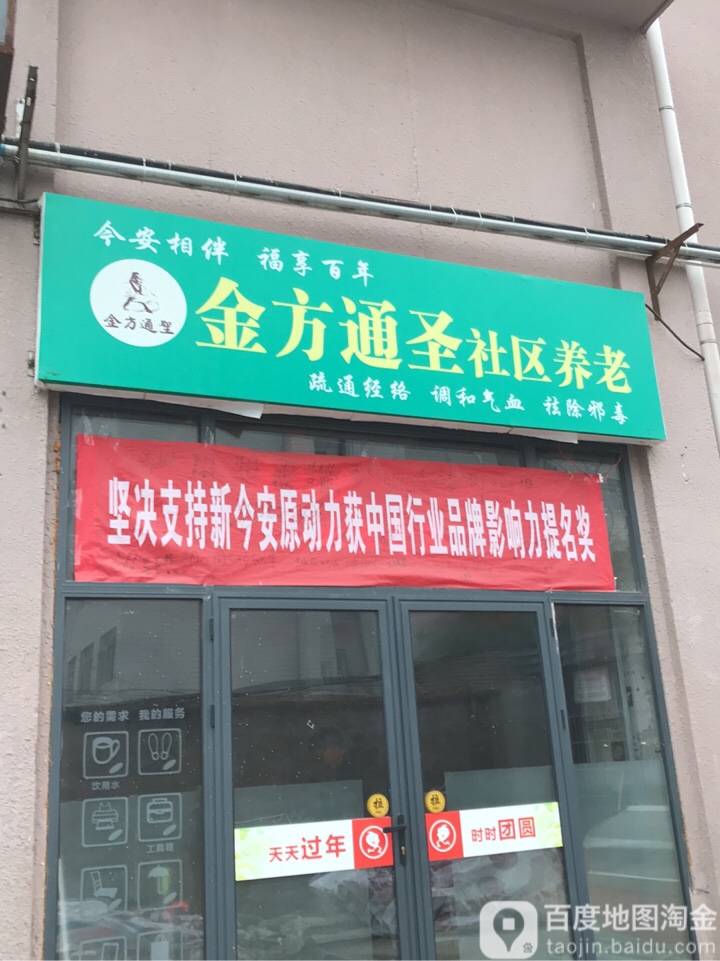 今安相伴 福享百年
金方通聖
金方通圣社区养老
疏通经络 调和气血 祛除邪毒
坚决支持新今安原动力获中国行业品牌影响力提名奖
您的需求 我的服务
饮用水
工具箱
拉 拉
天天过年 时时团圆
百度地图淘金
taojin.baidu.com